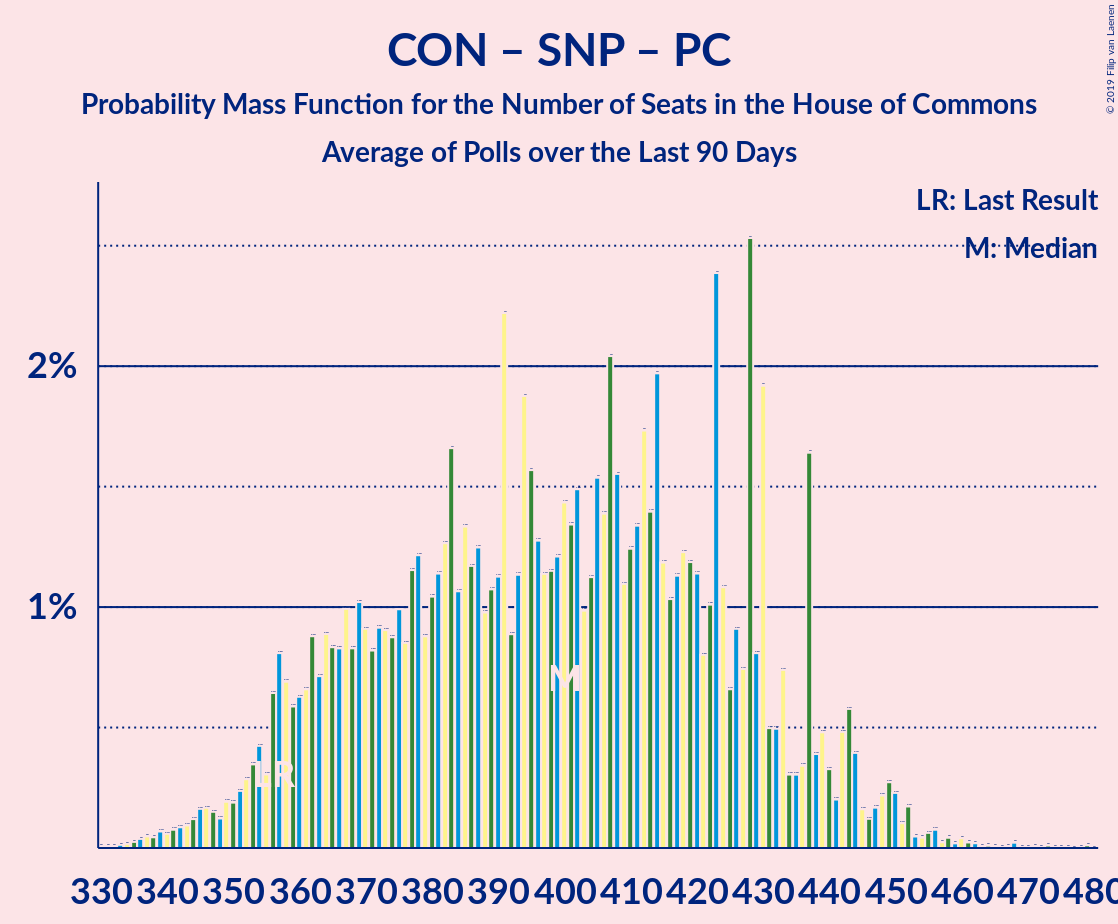 CON – SNP – PC
Probability Mass Function for the Number of Seats in the House of Commons
Average of Polls over the Last 90 Days
© 2019 Filip van Laenen
LR: Last Result
M: Median
2%
1%
M
LR
330 340 350 360 370 380 390 400 410 420 430 440 450 460 470 480